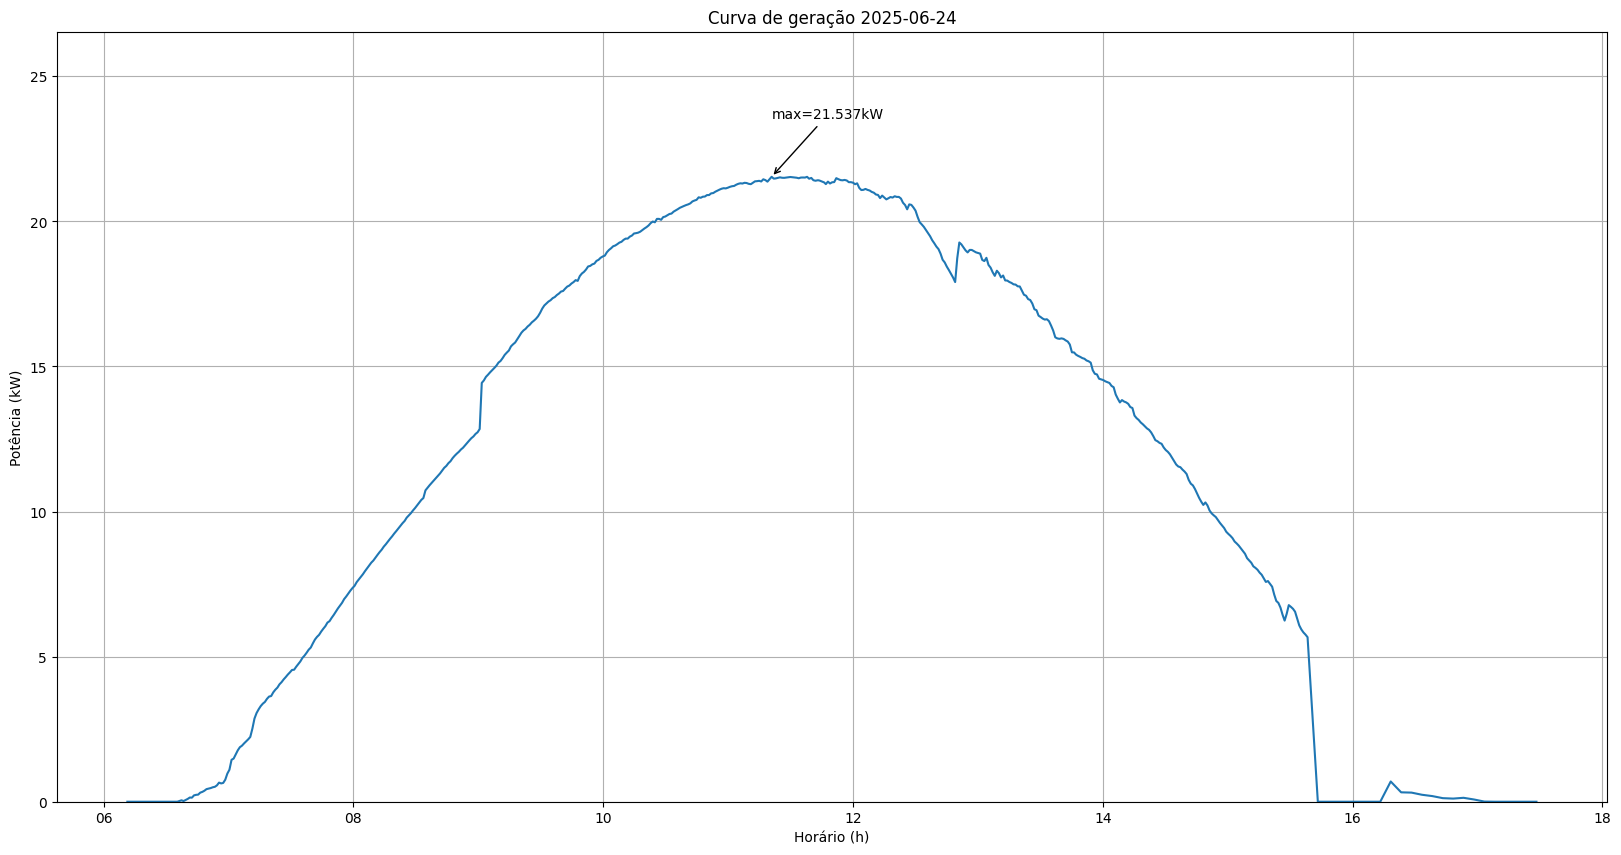 Curva de geração 2025-06-24
25
max=21.537kW
20
15
Potência (kW)
10
5
0
06 08 10 12 14 16 18
Horário (h)